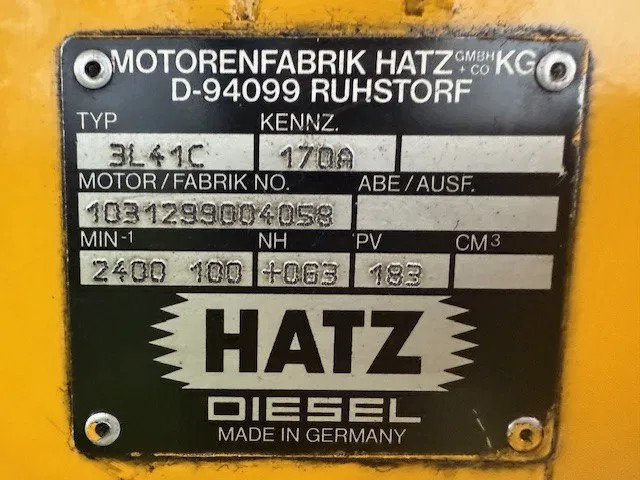 MOTORENFABRIK HATZ GMBH + CO KG
D-94099 RUHSTORF
TYP KENNZ.
3L41C 170A
MOTOR/FABRIK NO. ABE/AUSF.
1031299004058
MIN-1 NH PV CM3
2400 100 +063 183
HATZ
DIESEL
MADE IN GERMANY